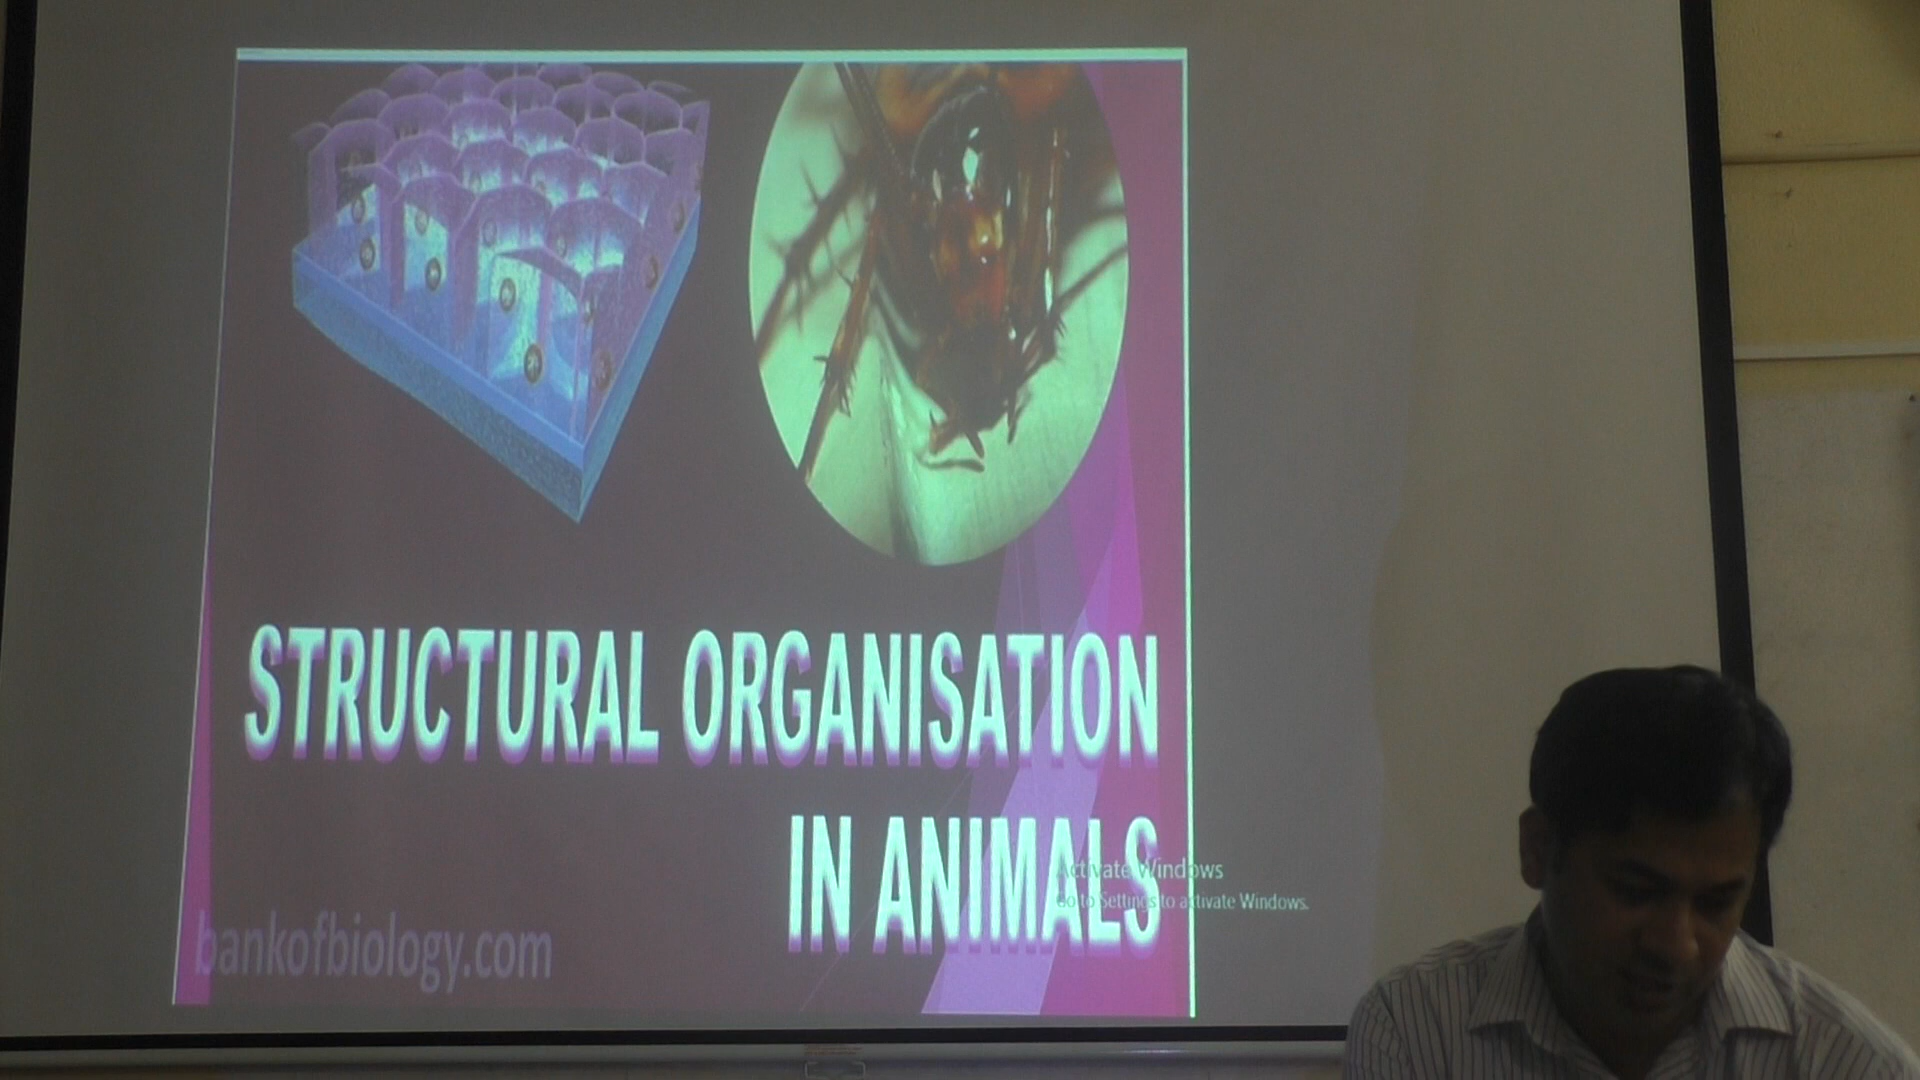 STRUCTURAL ORGANISATION
IN ANIMALS
Activate Windows
Go to Settings to activate Windows.
bankofbiology.com